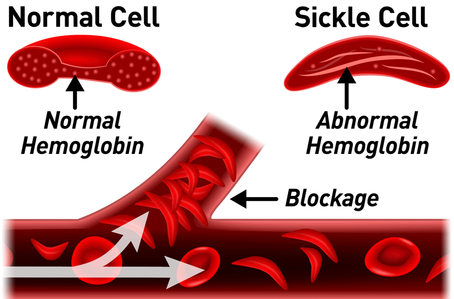 Normal Cell
Sickle Cell
Normal
Hemoglobin
Abnormal
Hemoglobin
Blockage